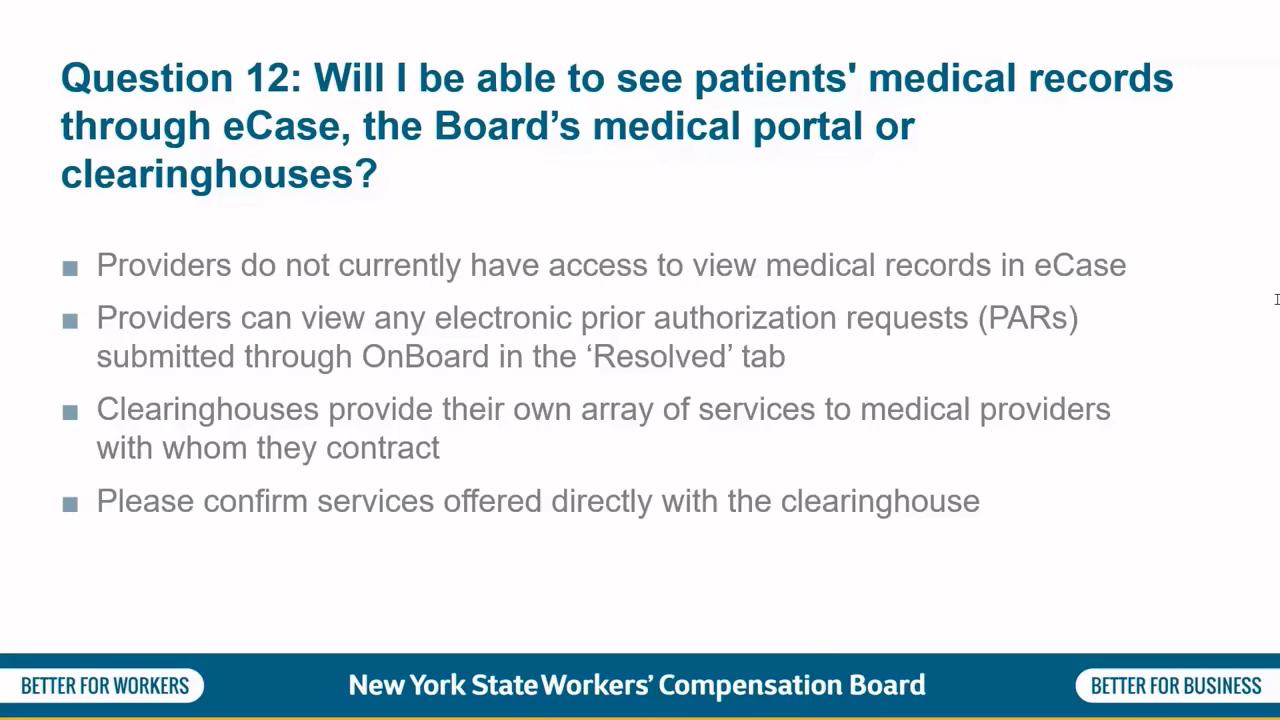 Question 12: Will I be able to see patients' medical records
through eCase, the Board’s medical portal or
clearinghouses?
■ Providers do not currently have access to view medical records in eCase
■ Providers can view any electronic prior authorization requests (PARs)
submitted through OnBoard in the ‘Resolved’ tab
■ Clearinghouses provide their own array of services to medical providers
with whom they contract
■ Please confirm services offered directly with the clearinghouse
BETTER FOR WORKERS
New York State Workers’ Compensation Board
BETTER FOR BUSINESS